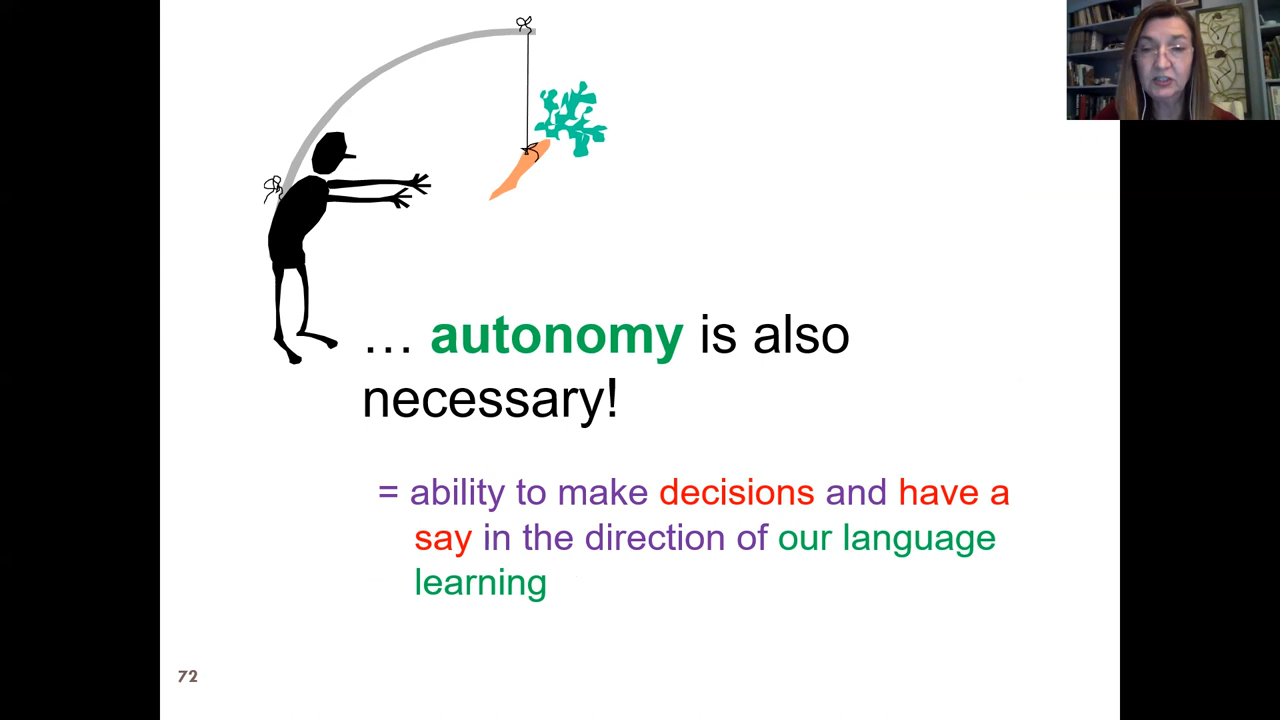 … autonomy is also
necessary!
= ability to make decisions and have a
say in the direction of our language
learning
72